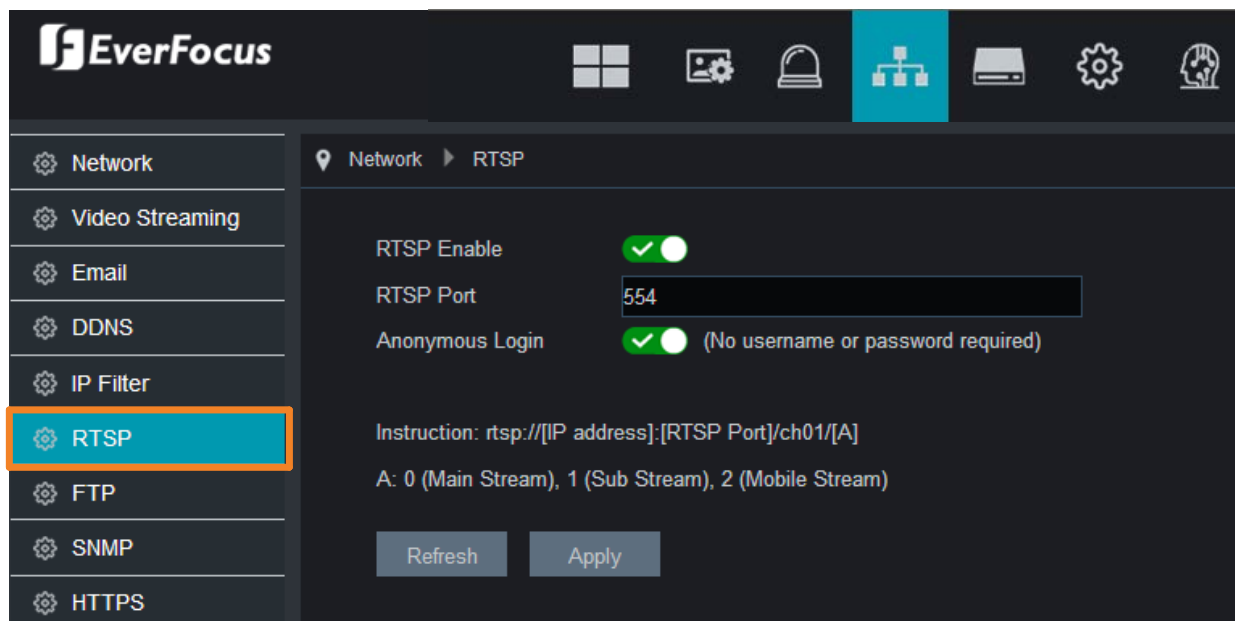 EverFocus
Network
Video Streaming
Email
DDNS
IP Filter
RTSP
FTP
SNMP
HTTPS
Network RTSP
RTSP Enable
RTSP Port 554
Anonymous Login (No username or password required)
Instruction: rtsp://[IP address]:[RTSP Port]/ch01/[A]
A: 0 (Main Stream), 1 (Sub Stream), 2 (Mobile Stream)
Refresh Apply